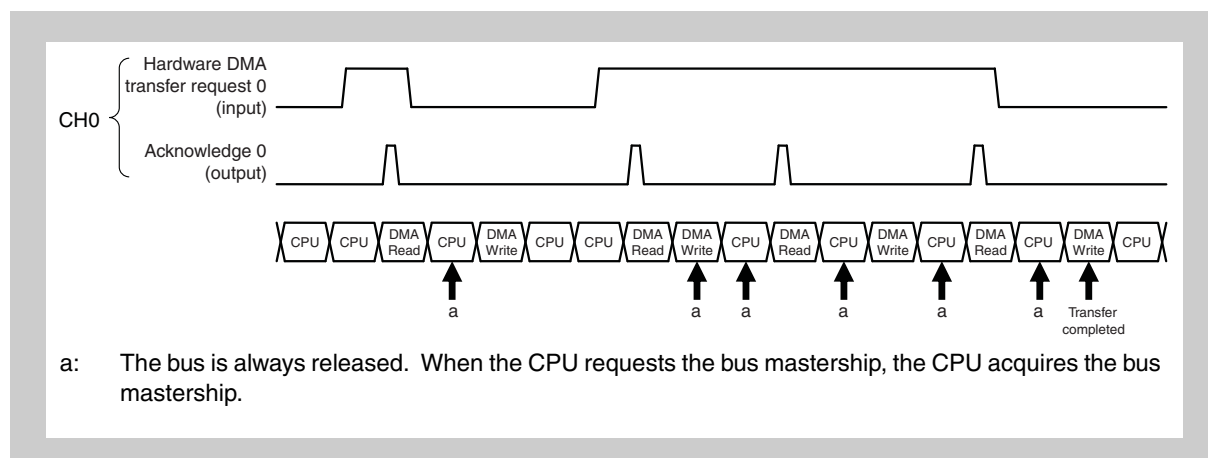 Hardware DMA
transfer request 0
(input)
CH0
Acknowledge 0
(output)
CPU CPU DMA Read CPU DMA Write CPU CPU DMA Read DMA Write CPU DMA Read CPU DMA Write CPU DMA Read CPU DMA Write CPU
a a a a a a Transfer
completed
a: The bus is always released. When the CPU requests the bus mastership, the CPU acquires the bus
mastership.